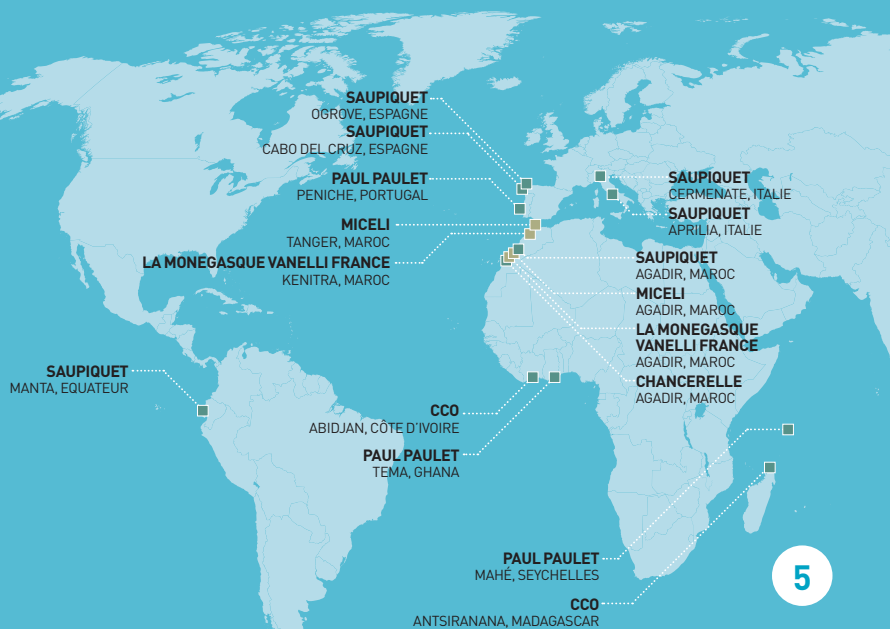 SAUPIQUET
OGROVE, ESPAGNE
SAUPIQUET
CABO DEL CRUZ, ESPAGNE
PAUL PAULET
PENICHE, PORTUGAL
MICELI
TANGER, MAROC
LA MONEGASQUE VANELLI FRANCE
KENITRA, MAROC
SAUPIQUET
CERMENATE, ITALIE
SAUPIQUET
APRILIA, ITALIE
SAUPIQUET
AGADIR, MAROC
MICELI
AGADIR, MAROC
LA MONEGASQUE
VANELLI FRANCE
AGADIR, MAROC
CHANCERELLE
AGADIR, MAROC
SAUPIQUET
MANTA, EQUATEUR
CCO
ABIDJAN, CÔTE D'IVOIRE
PAUL PAULET
TEMA, GHANA
PAUL PAULET
MAHÉ, SEYCHELLES
CCO
ANTSIRANANA, MADAGASCAR
5